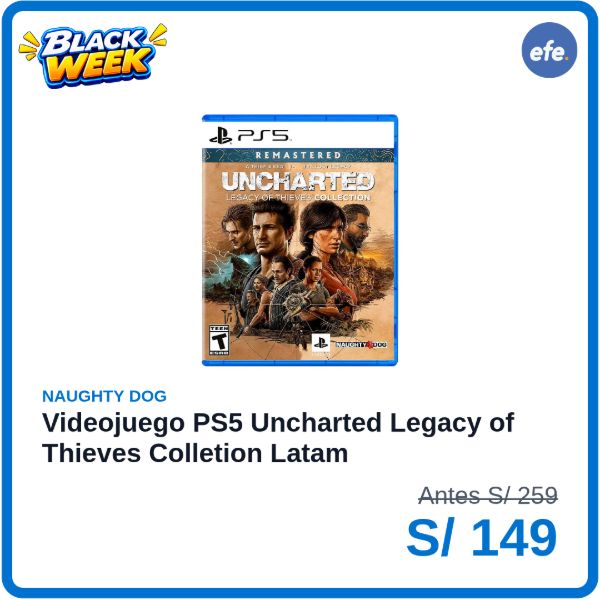 BLACK
WEEK
efe.
PS5
REMASTERED
UNCHARTED
LEGACY OF THIEVES COLLECTION
TEEN
T
ESRB
NAUGHTY DOG
NAUGHTY DOG
Videojuego PS5 Uncharted Legacy of
Thieves Colletion Latam
Antes S/ 259
S/ 149